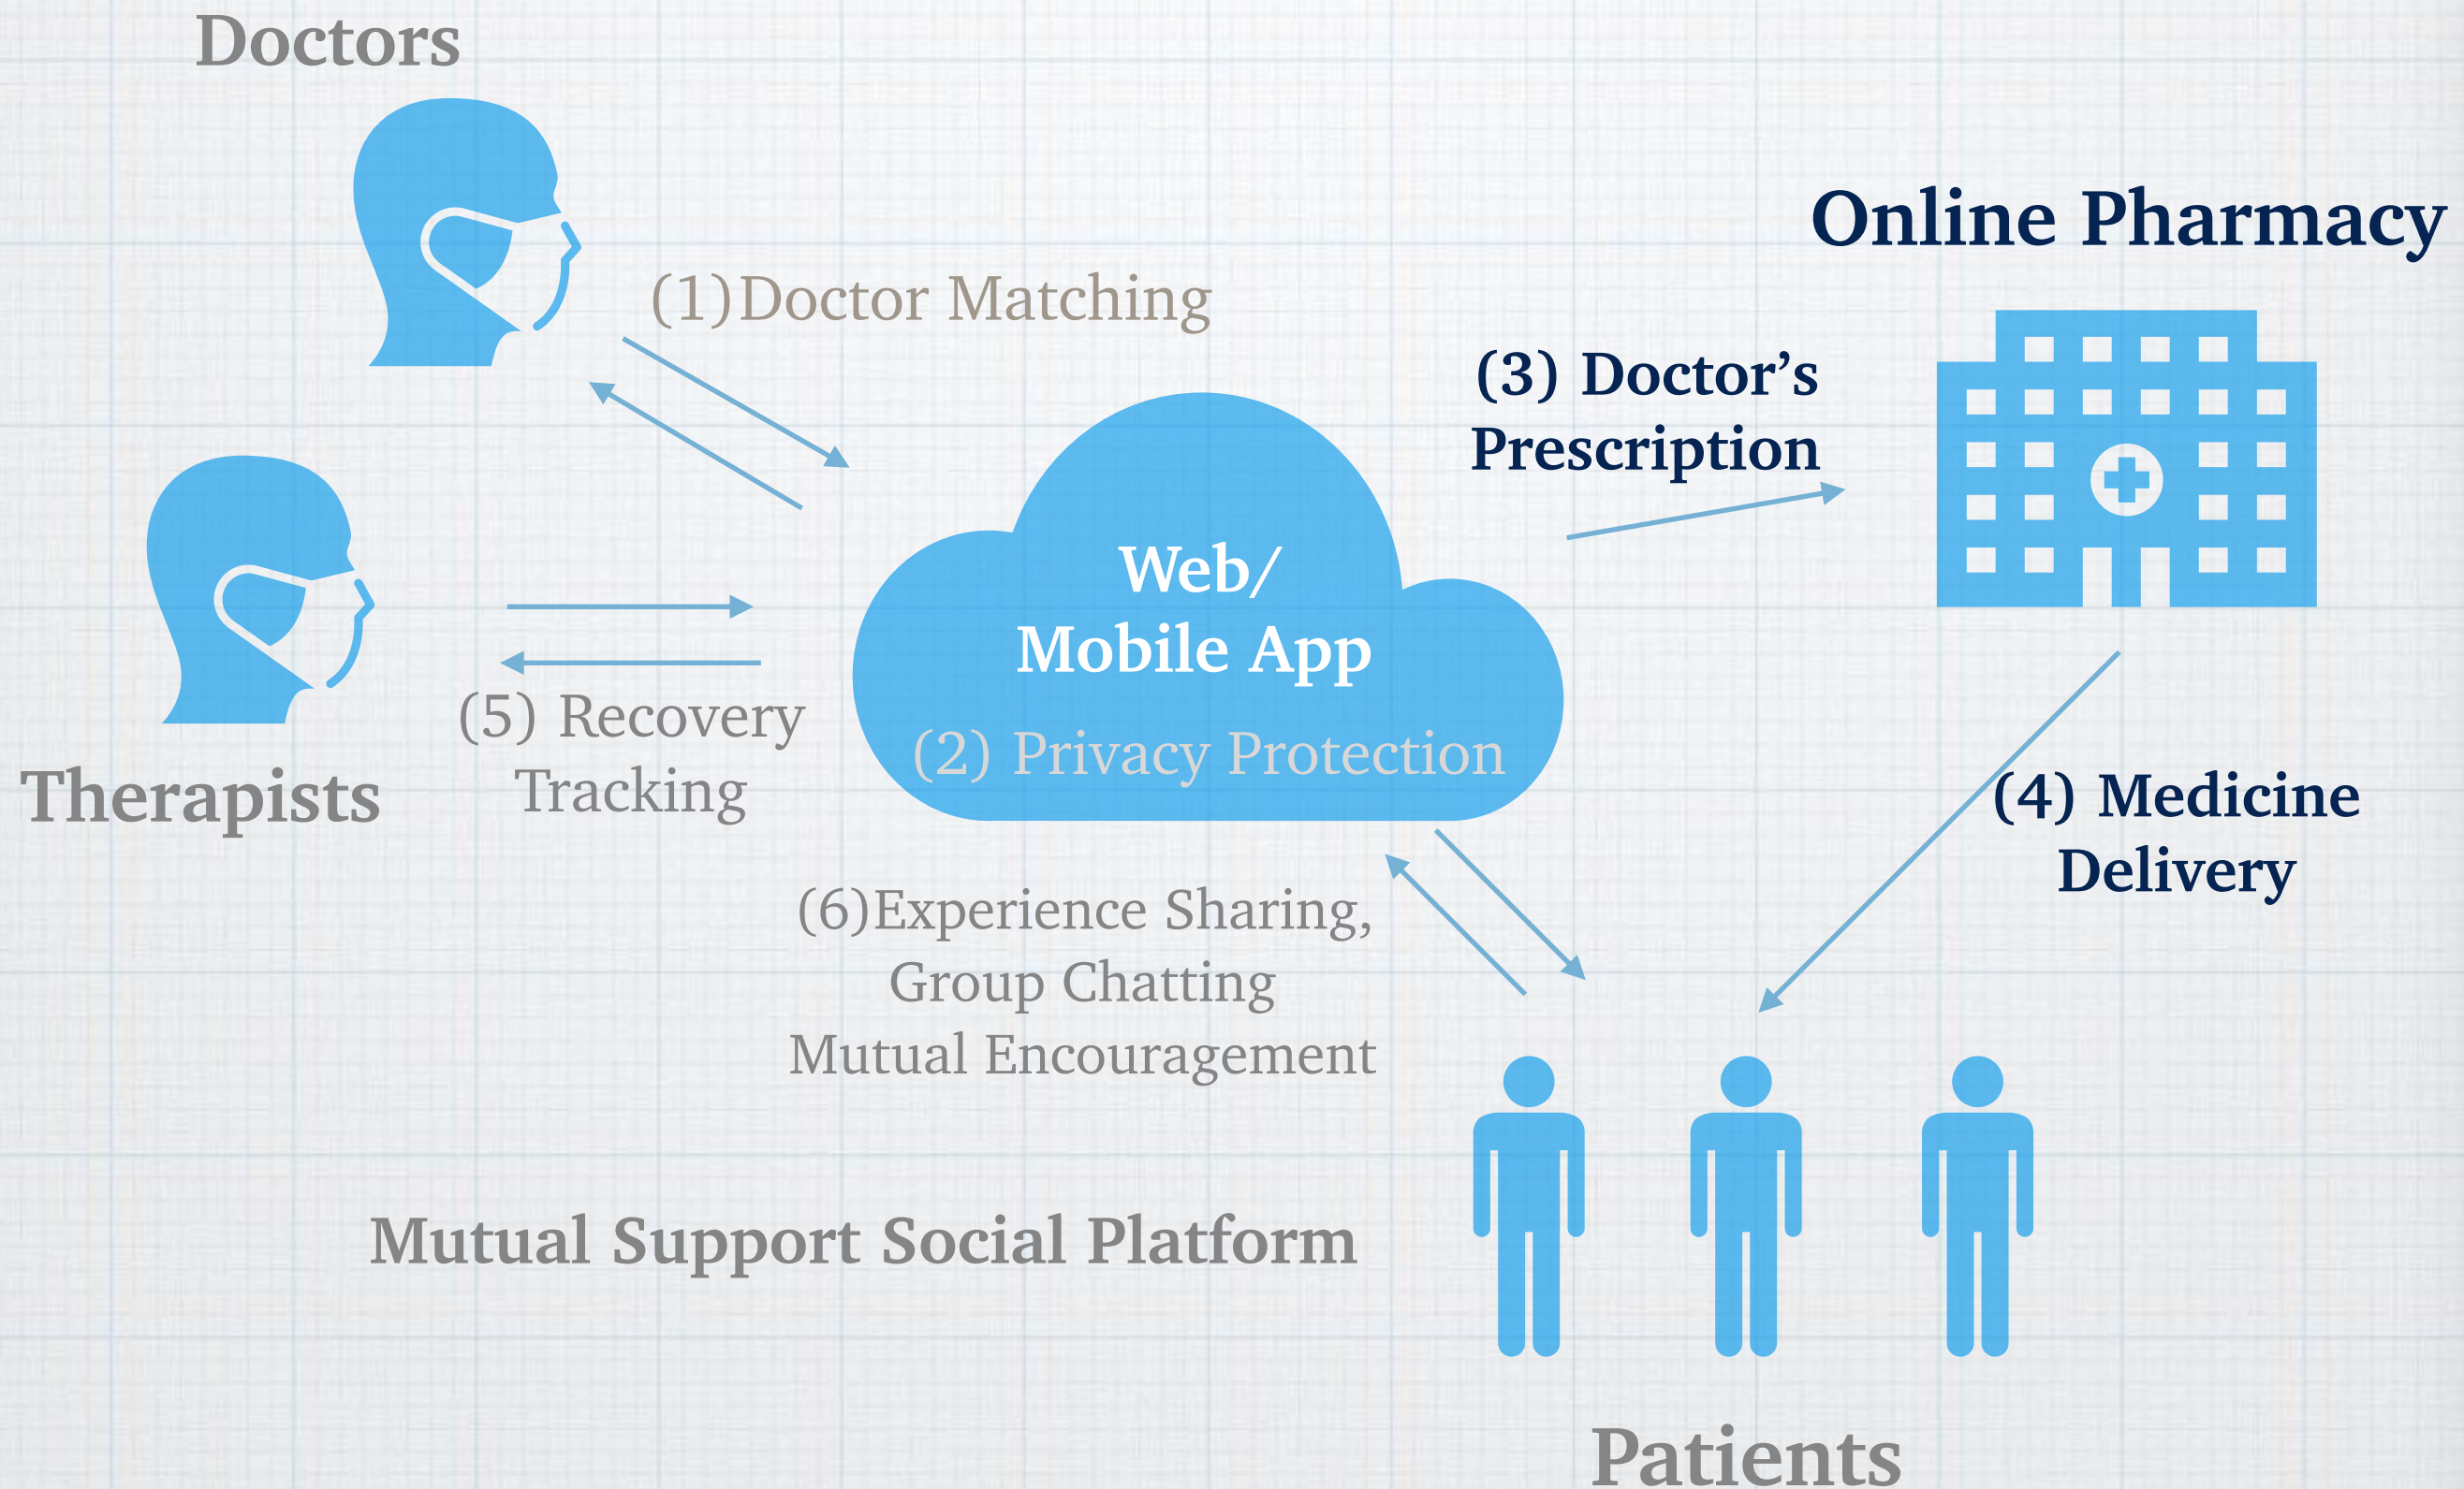 Doctors
(1)Doctor Matching
Online Pharmacy
(3) Doctor’s
Prescription
Web/
Mobile App
(2) Privacy Protection
(5) Recovery
Tracking
Therapists
(4) Medicine
Delivery
(6)Experience Sharing,
Group Chatting
Mutual Encouragement
Mutual Support Social Platform
Patients